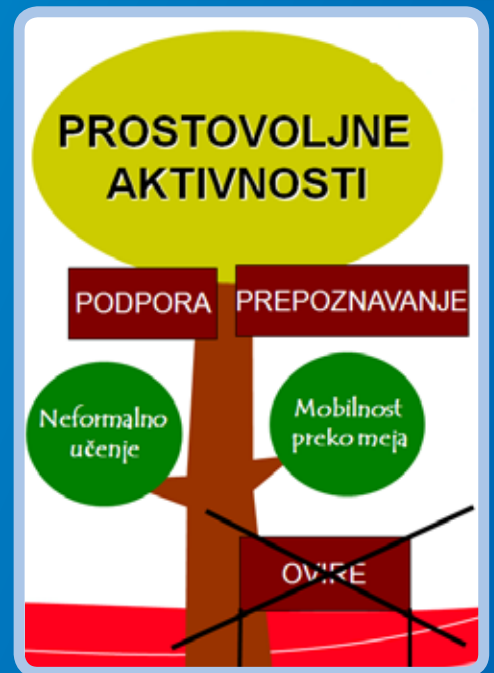 PROSTOVOLJNE
AKTIVNOSTI
PODPORA
PREPOZNAVANJE
Neformalno
učenje
Mobilnost
preko meja
OVIRE